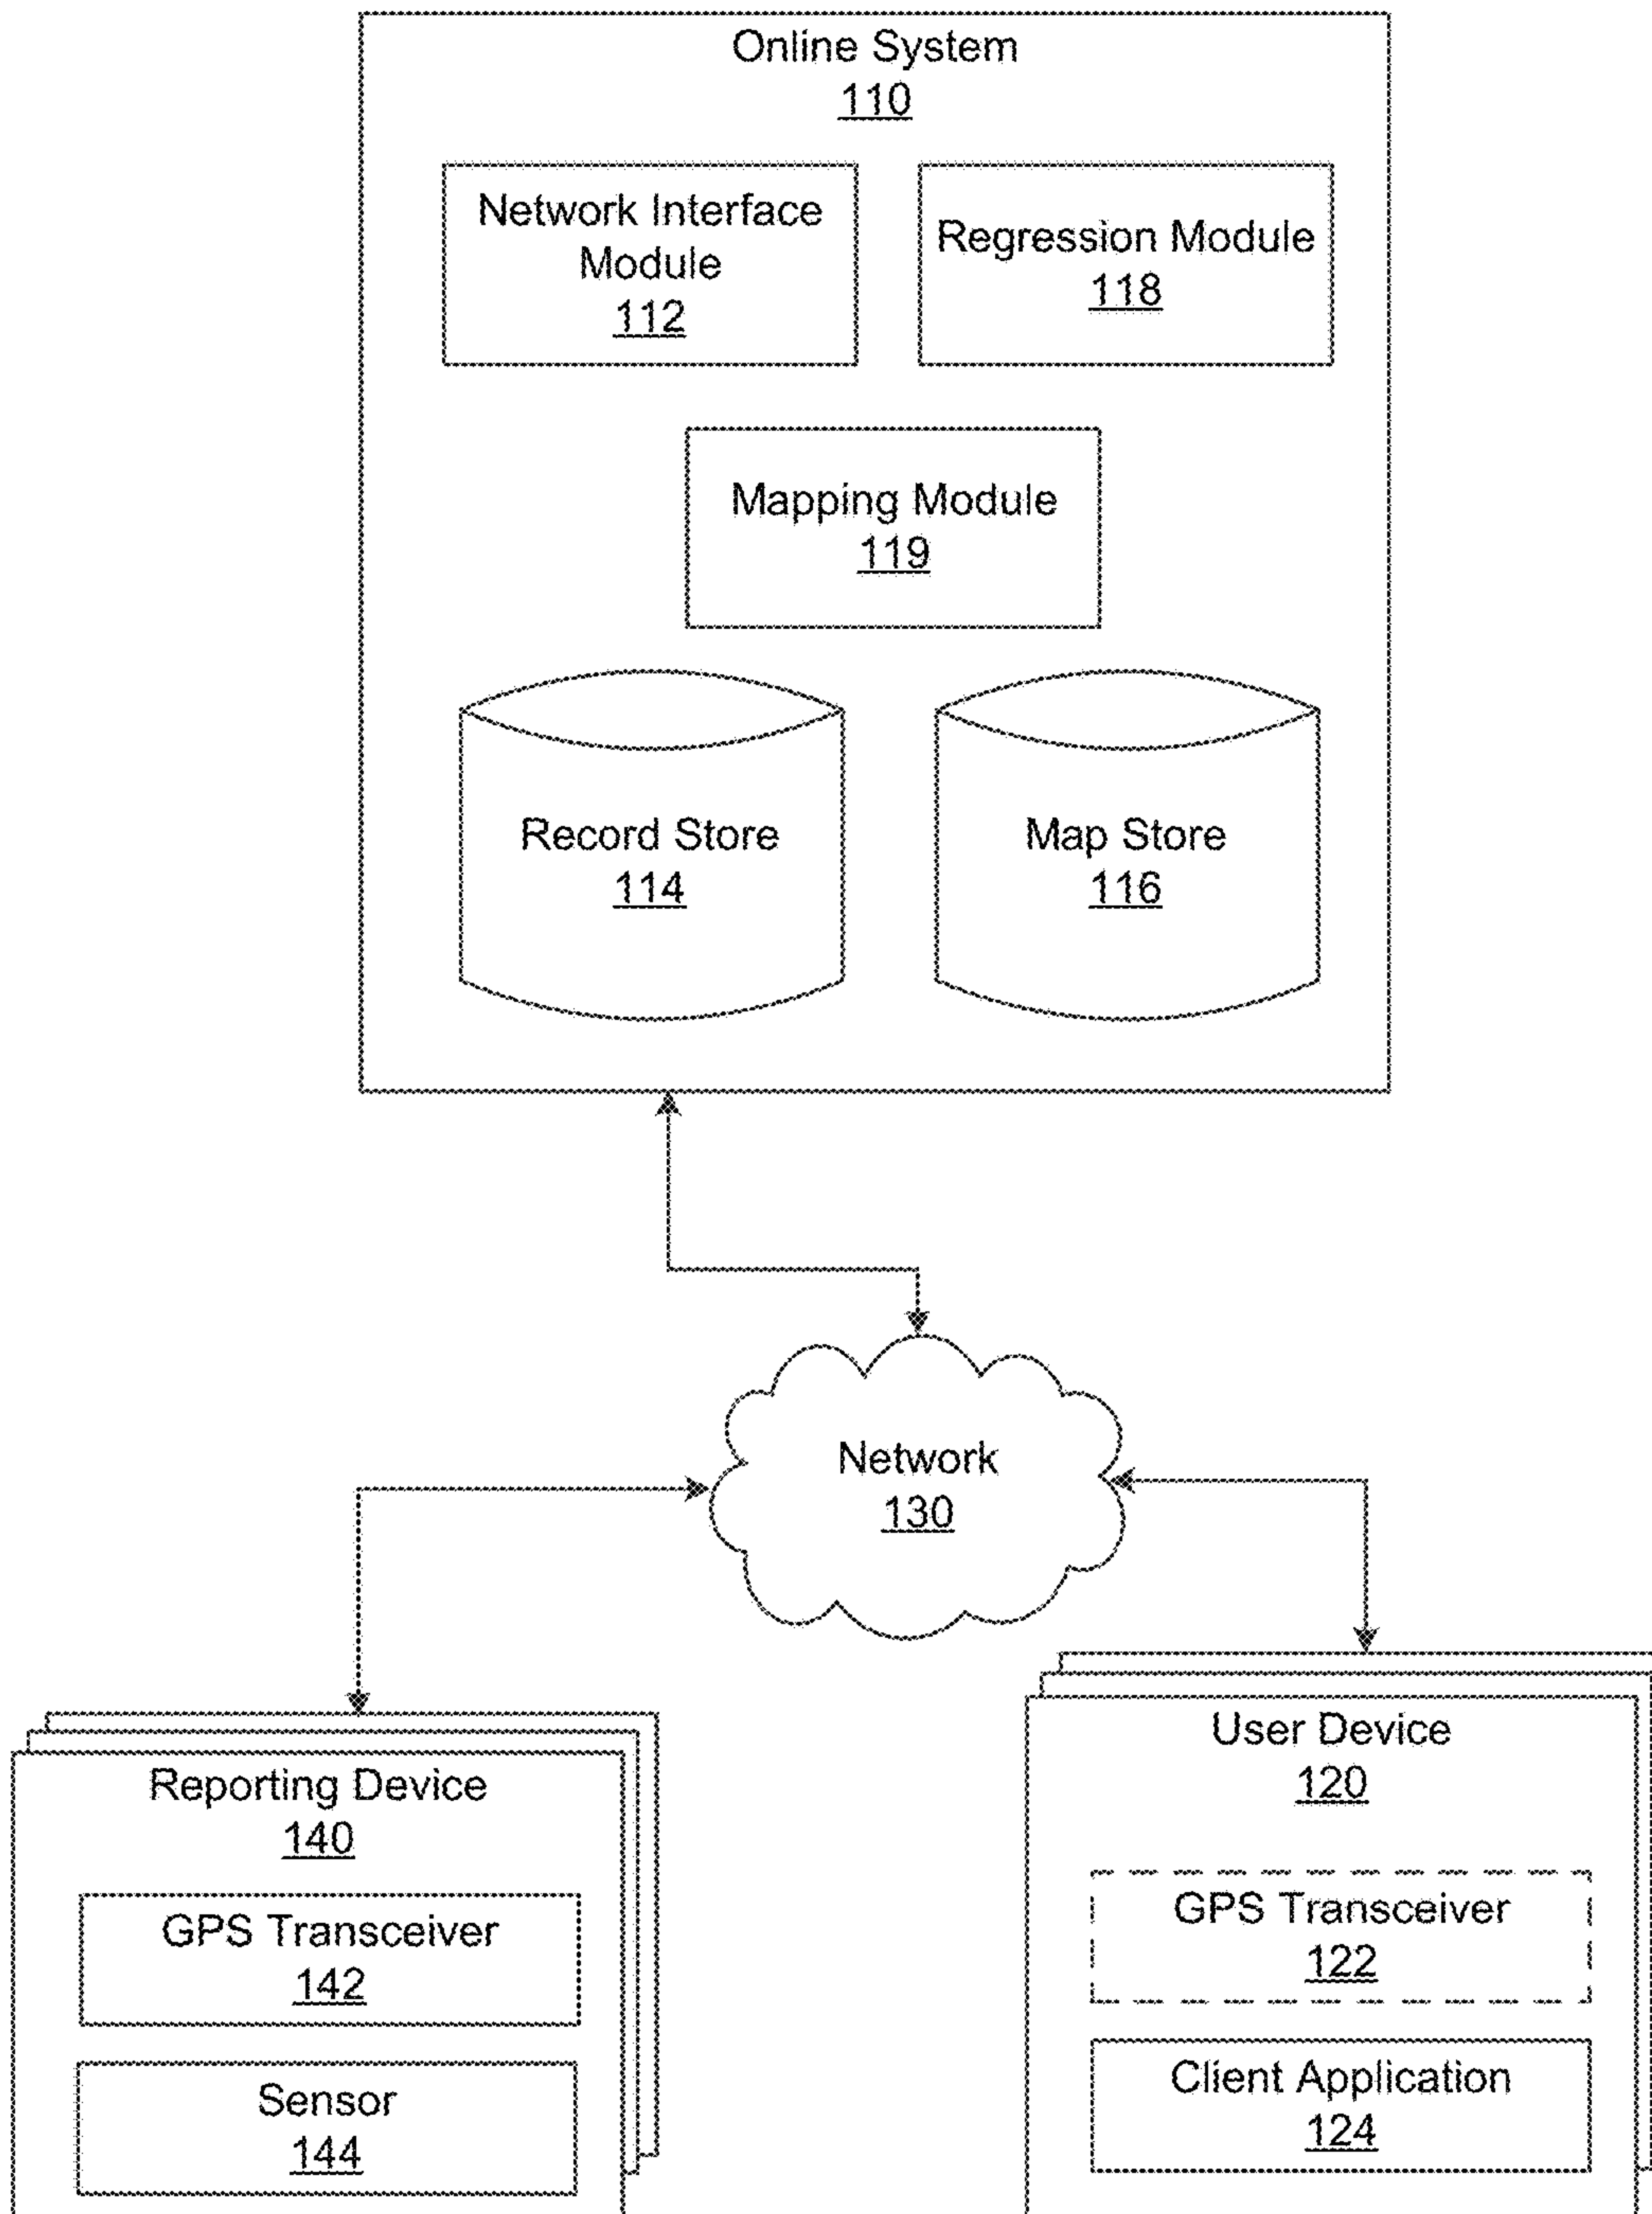 Online System
110
Network Interface
Module
112
Regression Module
118
Mapping Module
119
Record Store
114
Map Store
116
Network
130
Reporting Device
140
GPS Transceiver
142
Sensor
144
User Device
120
GPS Transceiver
122
Client Application
124